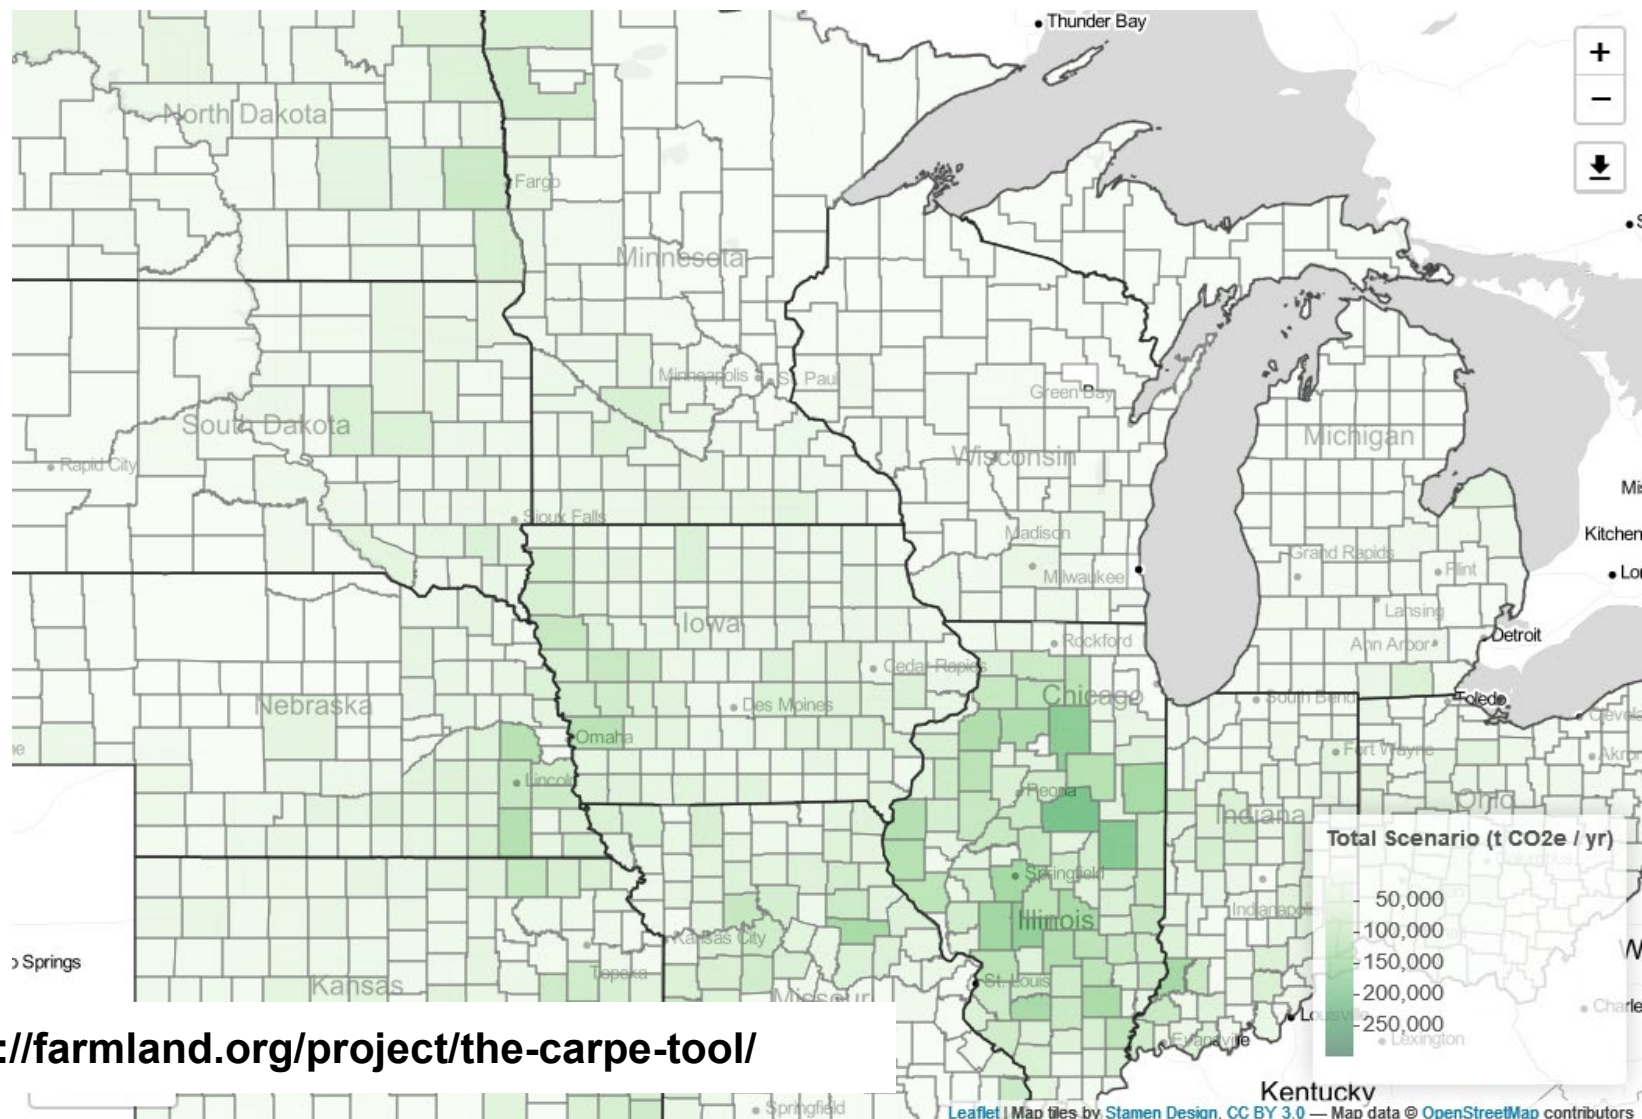 Thunder Bay
+
−
North Dakota
Fargo
Minnesota
Minneapolis
St. Paul
Green Bay
South Dakota
Wisconsin
Michigan
Rapid City
Sioux Falls
Madison
Grand Rapids
Kitchen
Milwaukee
Flint
Lansing
Iowa
Rockford
Ann Arbor
Detroit
Cedar Rapids
Nebraska
Chicago
South Bend
Toledo
Des Moines
Omaha
Fort Wayne
Akro
Lincoln
Peoria
Indiana
Ohio
Total Scenario (t CO2e / yr)
Springfield
50,000
Illinois
Indianapolis
100,000
Kansas City
150,000
o Springs
Topeka
St. Louis
200,000
Kansas
Missour
Charle
Louisville
250,000
://farmland.org/project/the-carpe-tool/
Evansville
Lexington
Kentucky
Springfield
Leaflet | Map tiles by Stamen Design, CC BY 3.0 — Map data © OpenStreetMap contributors